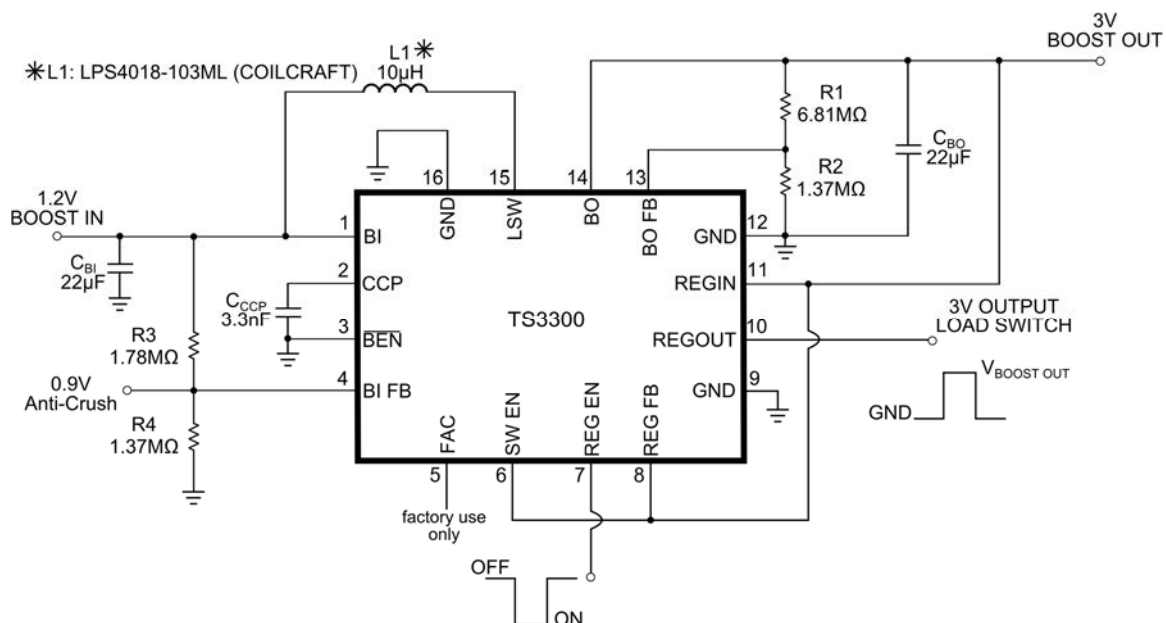 3V
BOOST OUT
L1✳
✳L1: LPS4018-103ML (COILCRAFT)
10µH
R1
6.81MΩ
CBO
22µF
R2
1.37MΩ
16
15
14
13
GND
LSW
BO
BO FB
1.2V
BOOST IN
1
BI
GND
12
CBI
22µF
2
CCP
REGIN
11
CCCP
3.3nF
TS3300
3V OUTPUT
LOAD SWITCH
3
BEN
REGOUT
10
R3
1.78MΩ
0.9V
Anti-Crush
4
BI FB
GND
9
VBOOST OUT
GND
R4
1.37MΩ
FAC
SW EN
REG EN
REG FB
5
6
7
8
factory use
only
OFF
ON